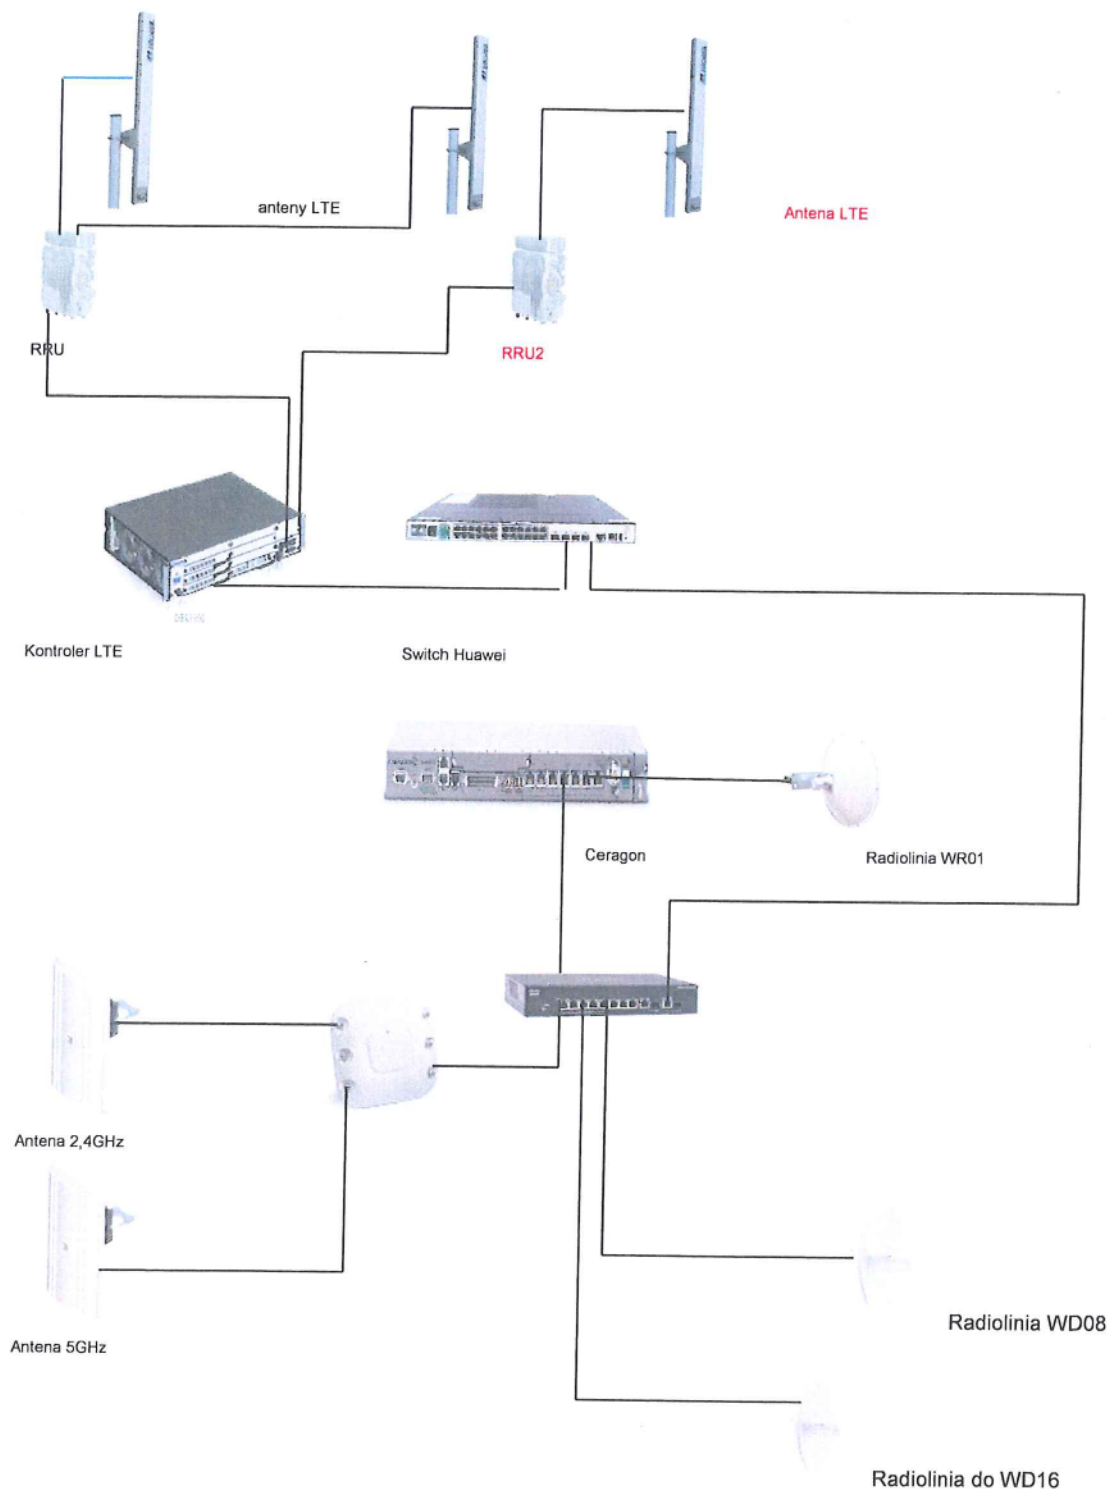 anteny LTE
Antena LTE
RRU
RRU2
Kontroler LTE
Switch Huawei
Ceragon
Radiolinia WR01
Antena 2,4GHz
Antena 5GHz
Radiolinia WD08
Radiolinia do WD16